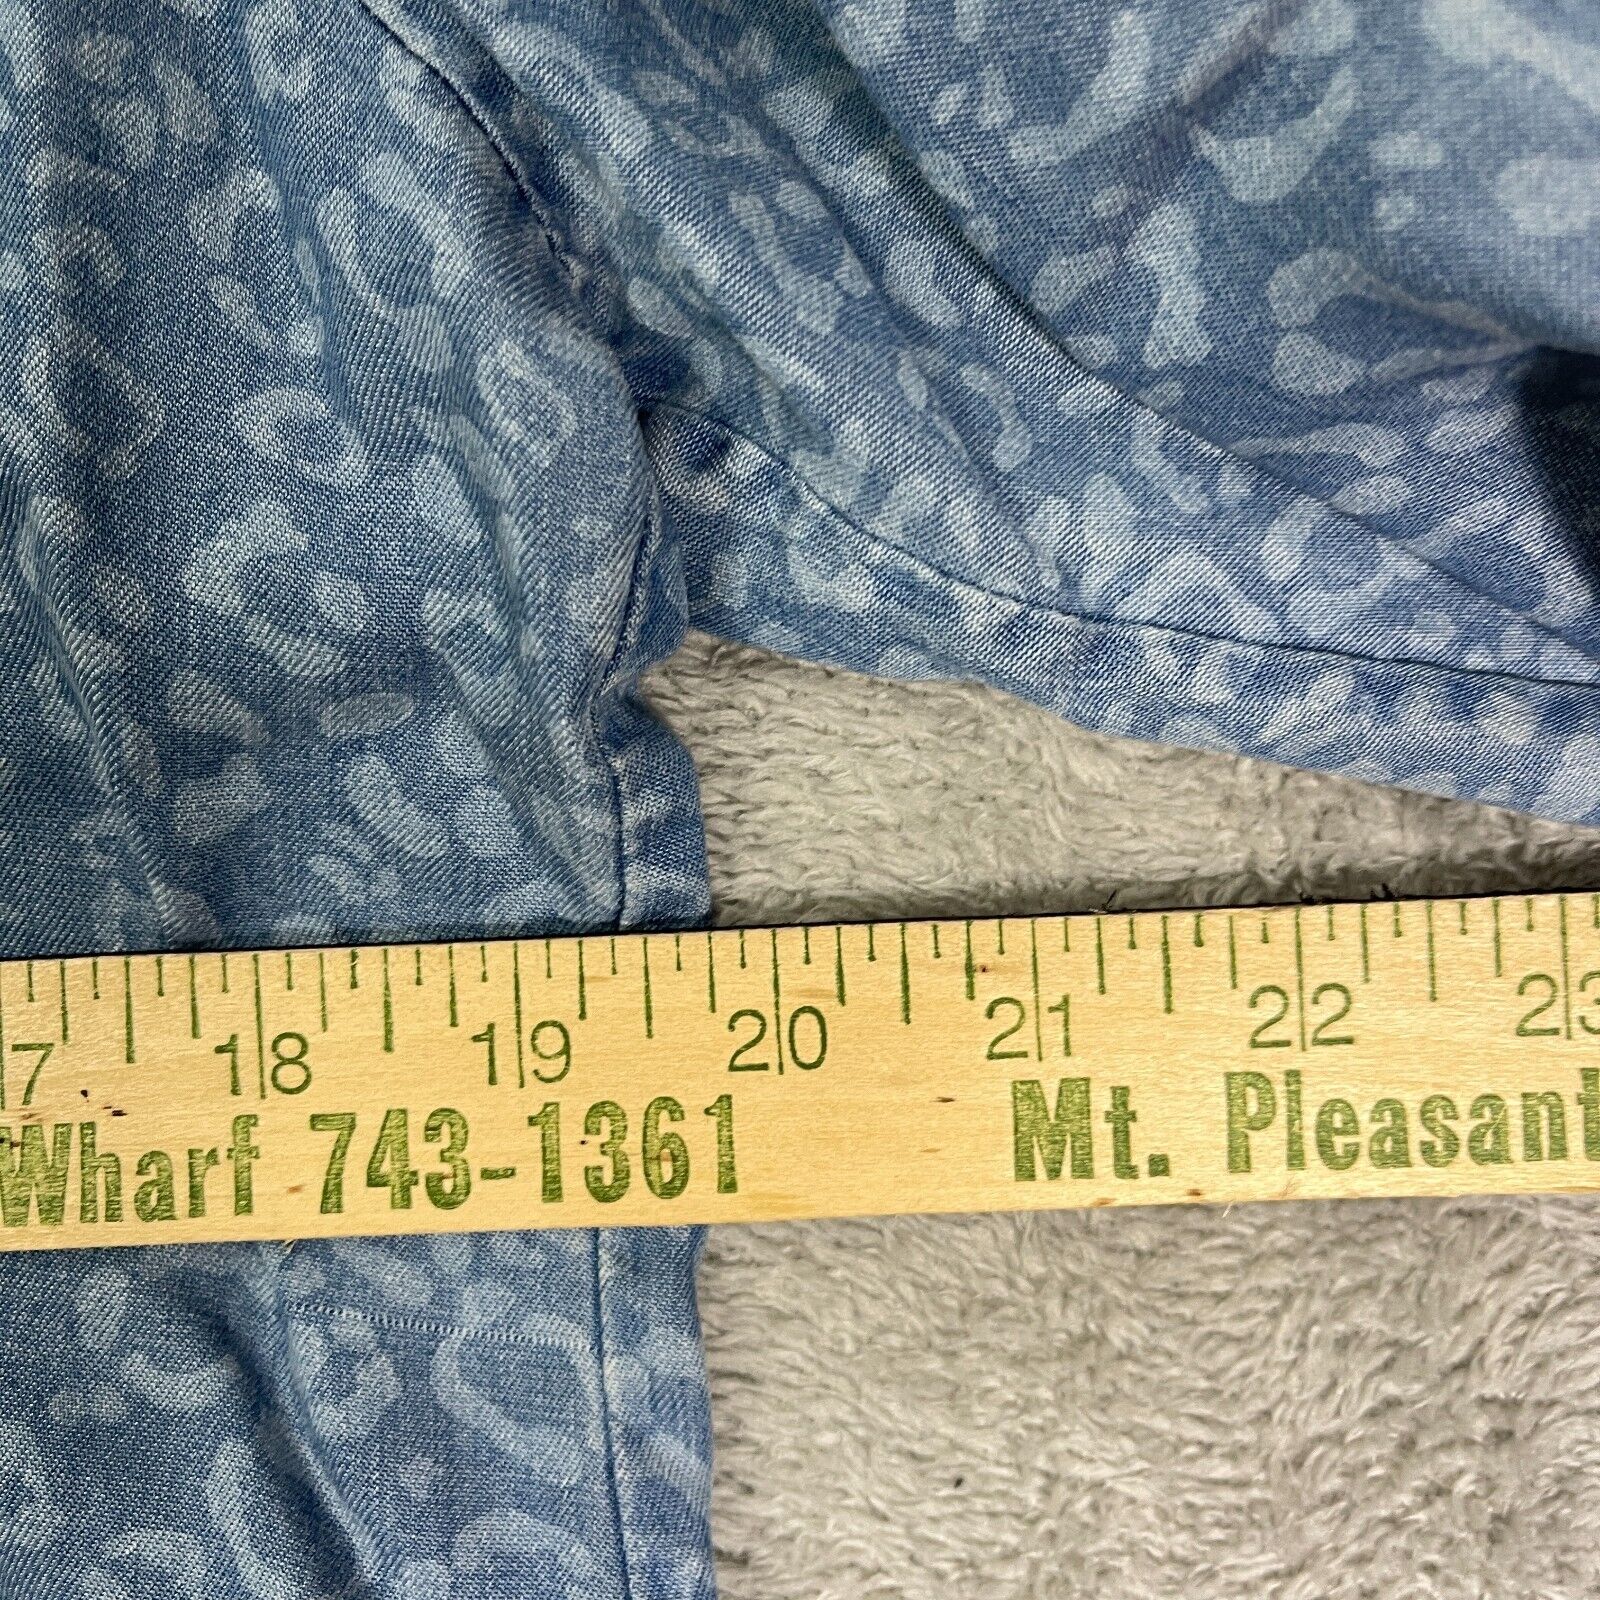 7 18 19 20 21 22 23
Wharf 743-1361 Mt. Pleasant